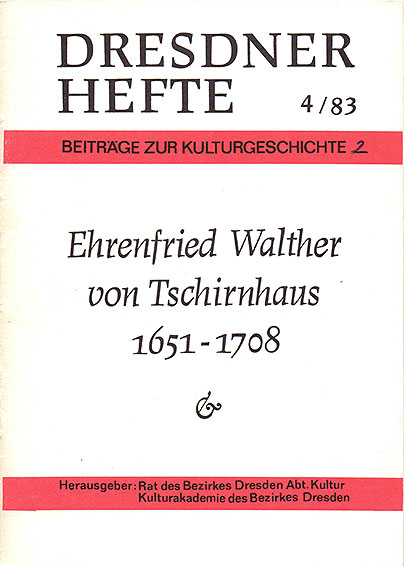 DRESDNER
HEFTE 4/83
BEITRÄGE ZUR KULTURGESCHICHTE 2
Ehrenfried Walther
von Tschirnhaus
1651-1708
&
Herausgeber: Rat des Bezirkes Dresden Abt. Kultur
Kulturakademie des Bezirkes Dresden